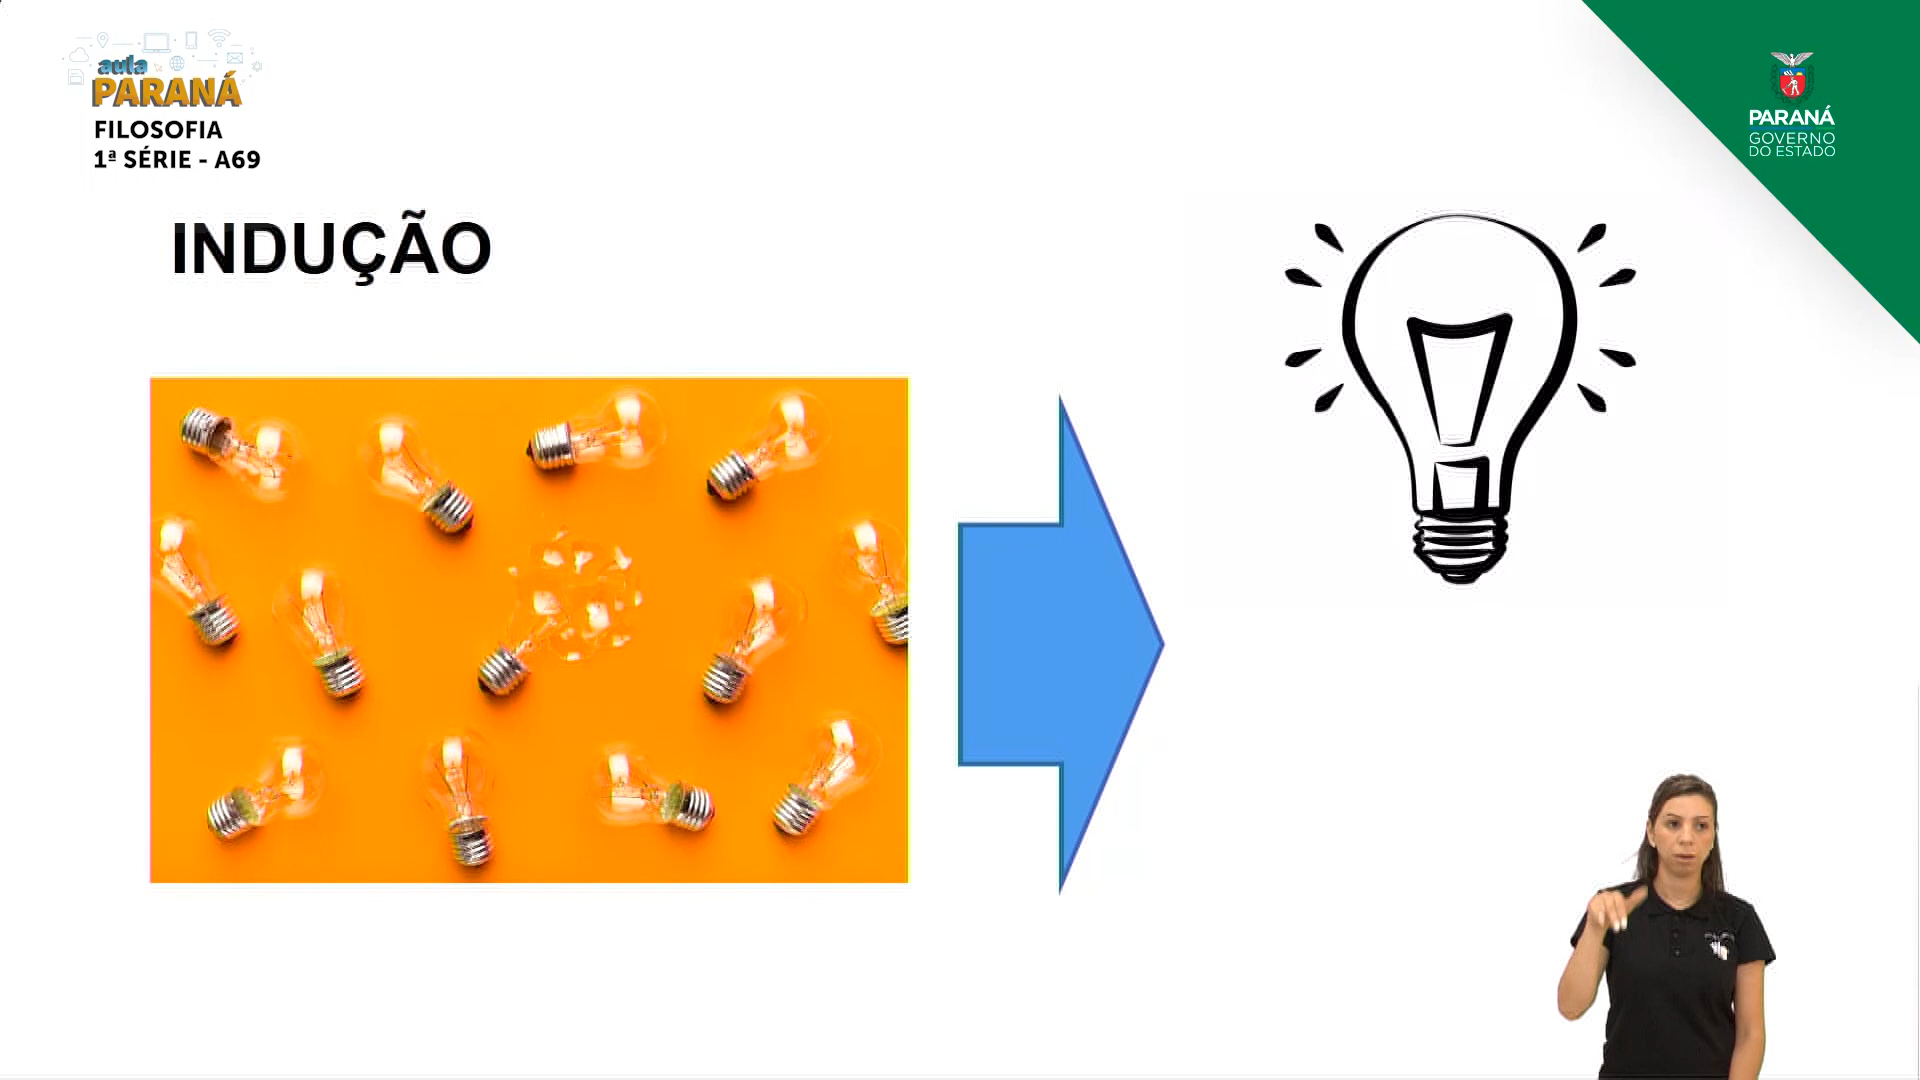 aula
PARANÁ
FILOSOFIA
1ª SÉRIE - A69
PARANÁ
GOVERNO
DO ESTADO
INDUÇÃO